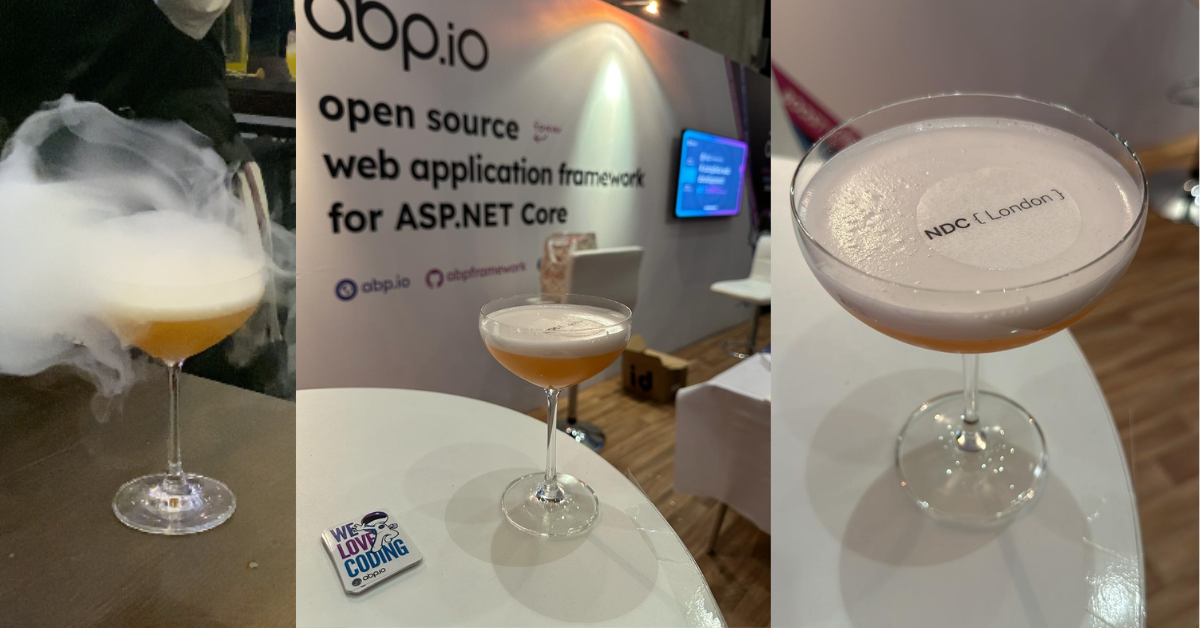 abp.io
open source
web application framework
for ASP.NET Core
abp.io
abpframework
id
WE
LOVE
CODING
abp.io
NDC { London }